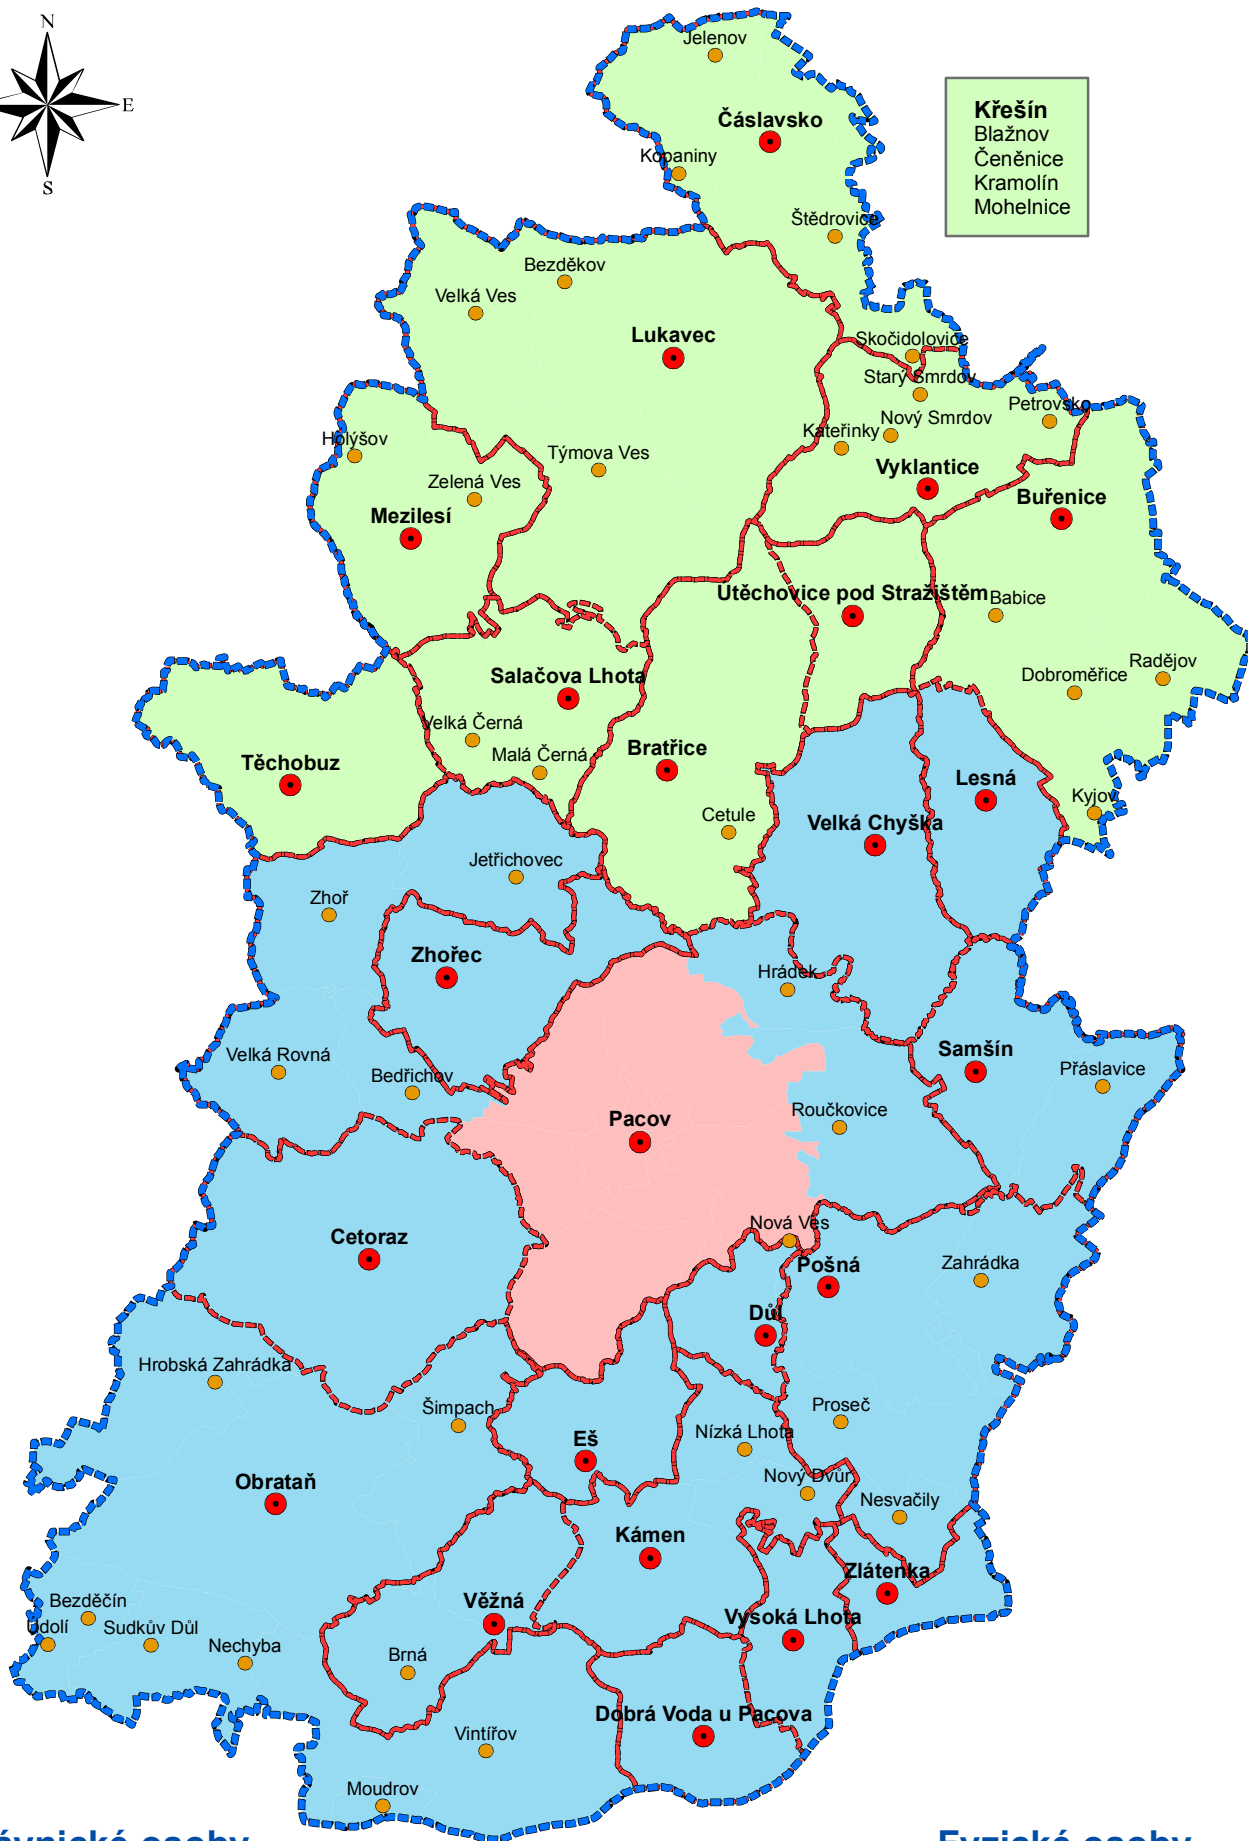 N
Jelenov
E
Čáslavsko
Křešín
Blažnov
Čeněnice
Kramolín
Mohelnice
Kopaniny
S
Štědrovice
Bezděkov
Velká Ves
Lukavec
Skočidolovice
Starý Smrdov
Petrovsko
Nový Smrdov
Kateřinky
Holýšov
Týmova Ves
Vyklantice
Zelená Ves
Buřenice
Mezilesí
Útěchovice pod Stražištěm
Babice
Radějov
Dobroměřice
Salačova Lhota
Velká Černá
Malá Černá
Bratřice
Těchobuz
Lesná
Kyjov
Cetule
Velká Chyška
Jetřichovec
Zhoř
Zhořec
Hrádek
Velká Rovná
Samšín
Přáslavice
Bedřichov
Roučkovice
Pacov
Nová Ves
Cetoraz
Pošná
Zahrádka
Důl
Hrobská Zahrádka
Šimpach
Proseč
Nízká Lhota
Eš
Nový Dvůr
Obrataň
Nesvačily
Kámen
Zlátenka
Bezděčín
Věžná
Vysoká Lhota
Údolí
Sudkův Důl
Nechyba
Brná
Dobrá Voda u Pacova
Vintířov
Moudrov
osoby
Fyzické osoby